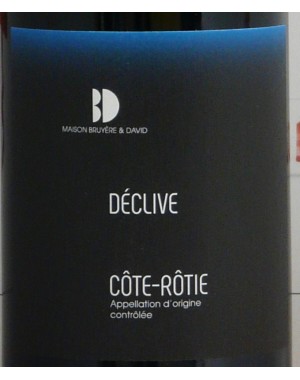 BD
MAISON BRUYÈRE & DAVID
DÉCLIVE
CÔTE-RÔTIE
Appellation d'origine
contrôlée